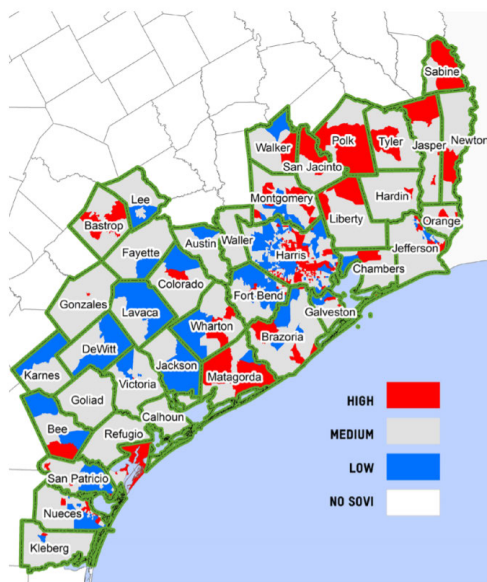 Sabine
Walker
Polk
Tyler
Jasper
Newton
San Jacinto
Montgomery
Liberty
Hardin
Orange
Jefferson
Lee
Bastrop
Austin
Waller
Harris
Chambers
Fayette
Colorado
Fort Bend
Galveston
Gonzales
Lavaca
Wharton
Brazoria
DeWitt
Jackson
Matagorda
Karnes
Victoria
Goliad
Calhoun
Bee
Refugio
San Patricio
Nueces
Kleberg
HIGH
MEDIUM
LOW
NO SOVI